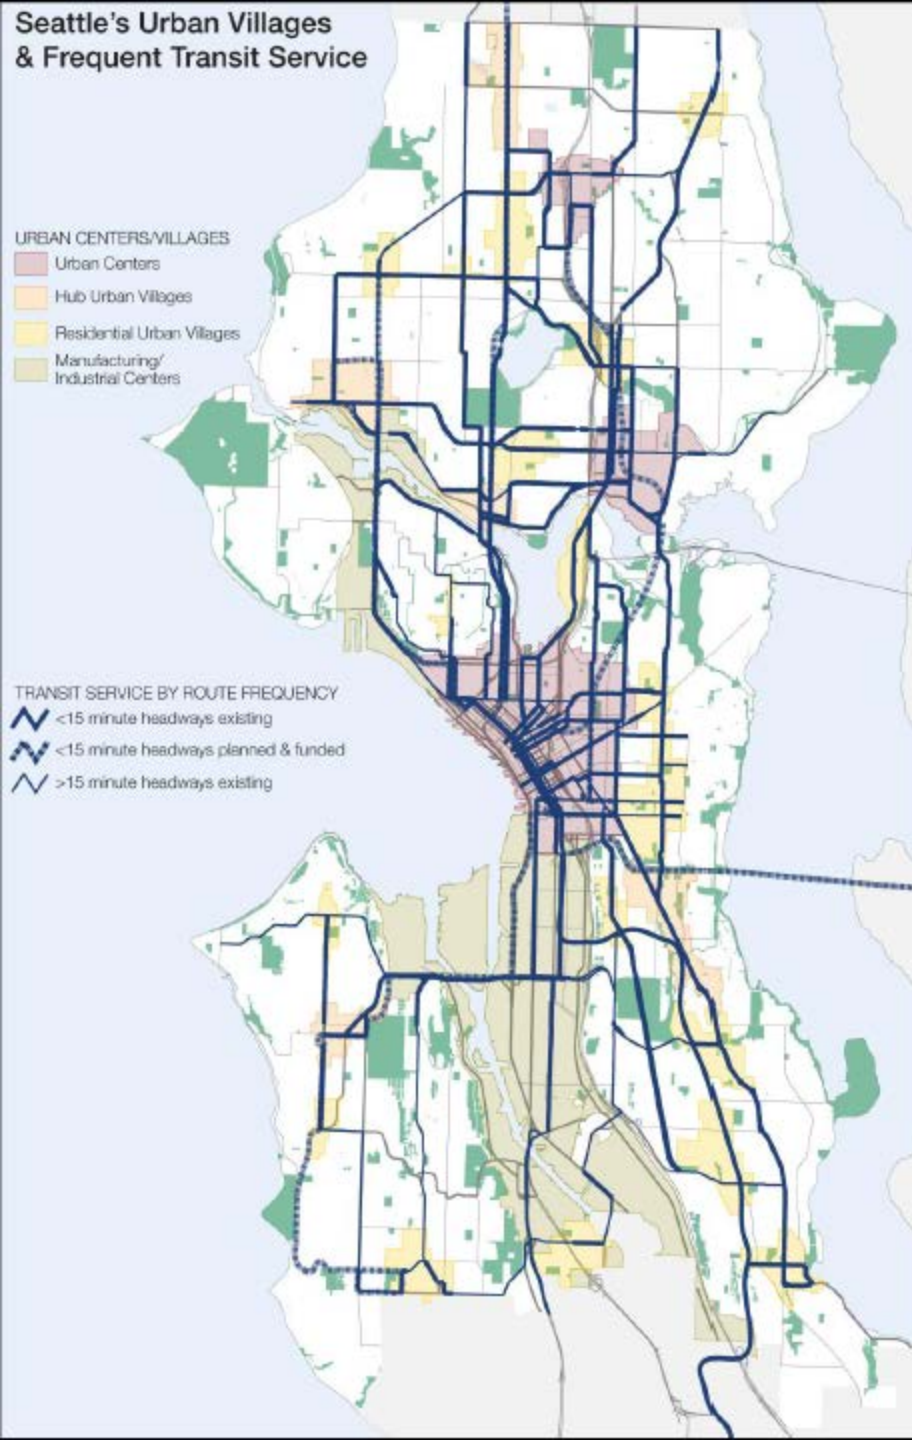 Seattle's Urban Villages
& Frequent Transit Service
URBAN CENTERS/VILLAGES
Urban Centers
Hub Urban Villages
Residential Urban Villages
Manufacturing/
Industrial Centers
TRANSIT SERVICE BY ROUTE FREQUENCY
<15 minute headways existing
<15 minute headways planned & funded
>15 minute headways existing